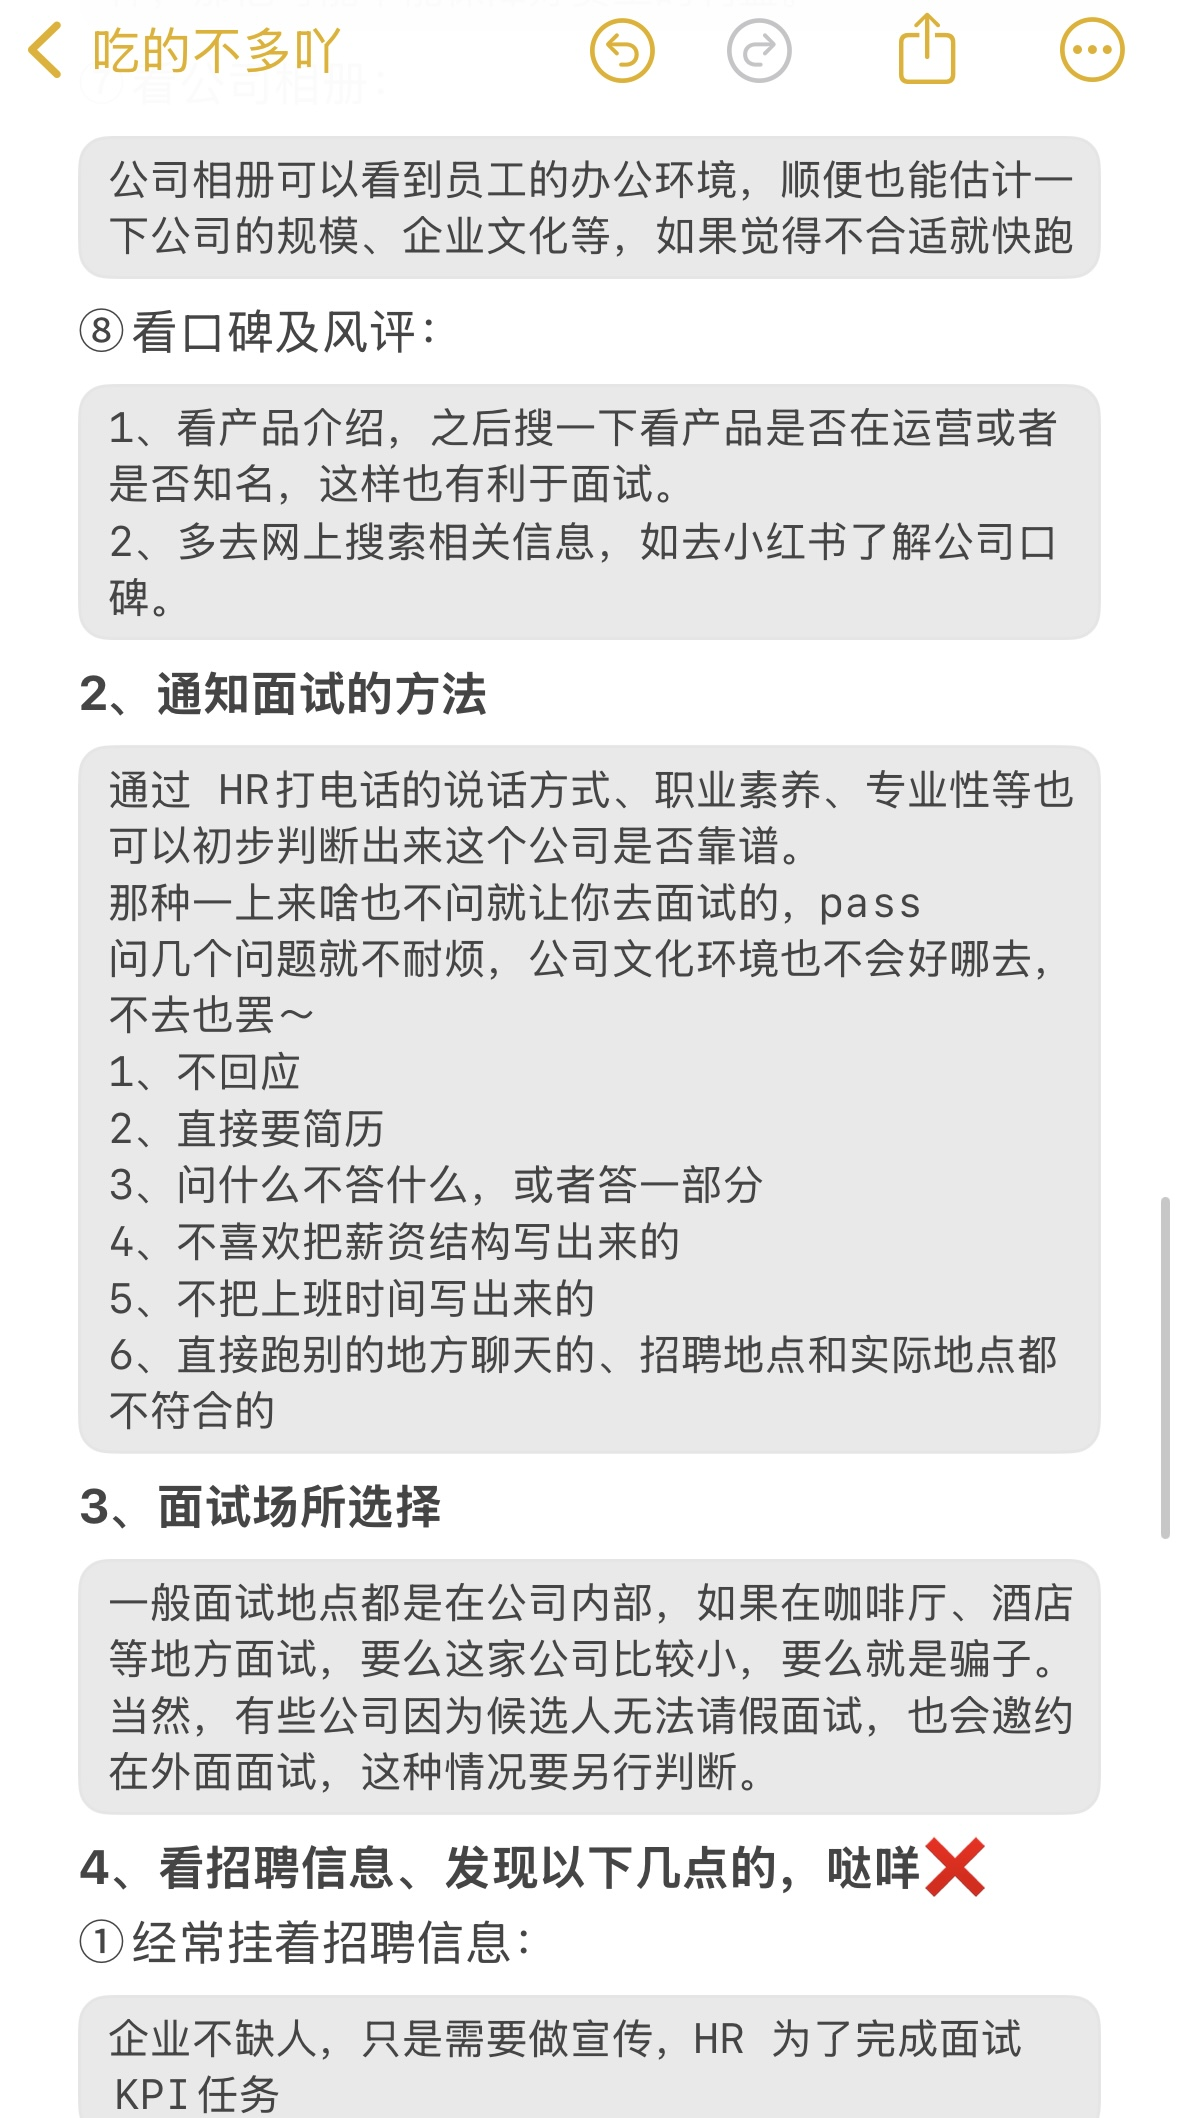 吃的不多吖
⑦看公司相册：
公司相册可以看到员工的办公环境，顺便也能估计一
下公司的规模、企业文化等，如果觉得不合适就快跑
⑧看口碑及风评：
1、看产品介绍，之后搜一下看产品是否在运营或者
是否知名，这样也有利于面试。
2、多去网上搜索相关信息，如去小红书了解公司口
碑。
2、通知面试的方法
通过 HR打电话的说话方式、职业素养、专业性等也
可以初步判断出来这个公司是否靠谱。
那种一上来啥也不问就让你去面试的，pass
问几个问题就不耐烦，公司文化环境也不会好哪去，
不去也罢～
1、不回应
2、直接要简历
3、问什么不答什么，或者答一部分
4、不喜欢把薪资结构写出来的
5、不把上班时间写出来的
6、直接跑别的地方聊天的、招聘地点和实际地点都
不符合的
3、面试场所选择
一般面试地点都是在公司内部，如果在咖啡厅、酒店
等地方面试，要么这家公司比较小，要么就是骗子。
当然，有些公司因为候选人无法请假面试，也会邀约
在外面面试，这种情况要另行判断。
4、看招聘信息、发现以下几点的，哒咩❌
①经常挂着招聘信息：
企业不缺人，只是需要做宣传，HR 为了完成面试
KPI任务